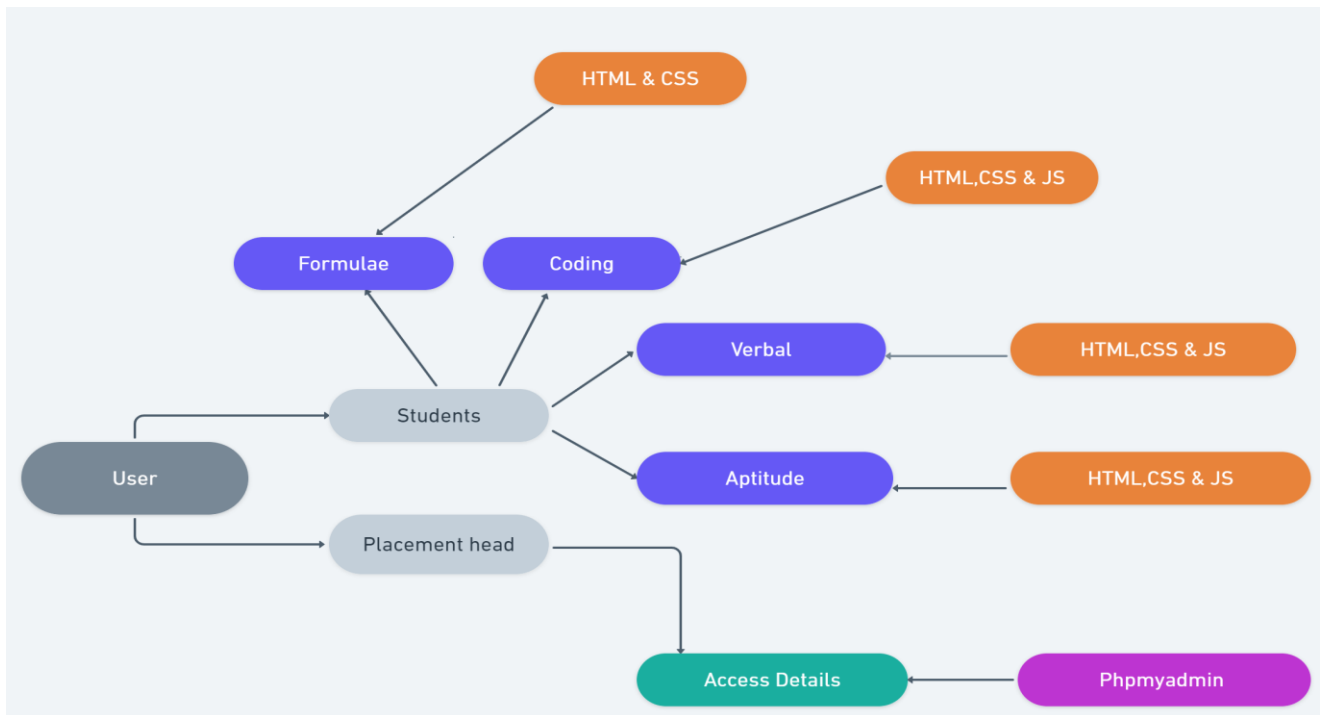 HTML & CSS
HTML,CSS & JS
Formulae
Coding
Verbal
HTML,CSS & JS
Students
User
Aptitude
HTML,CSS & JS
Placement head
Access Details
Phpmyadmin